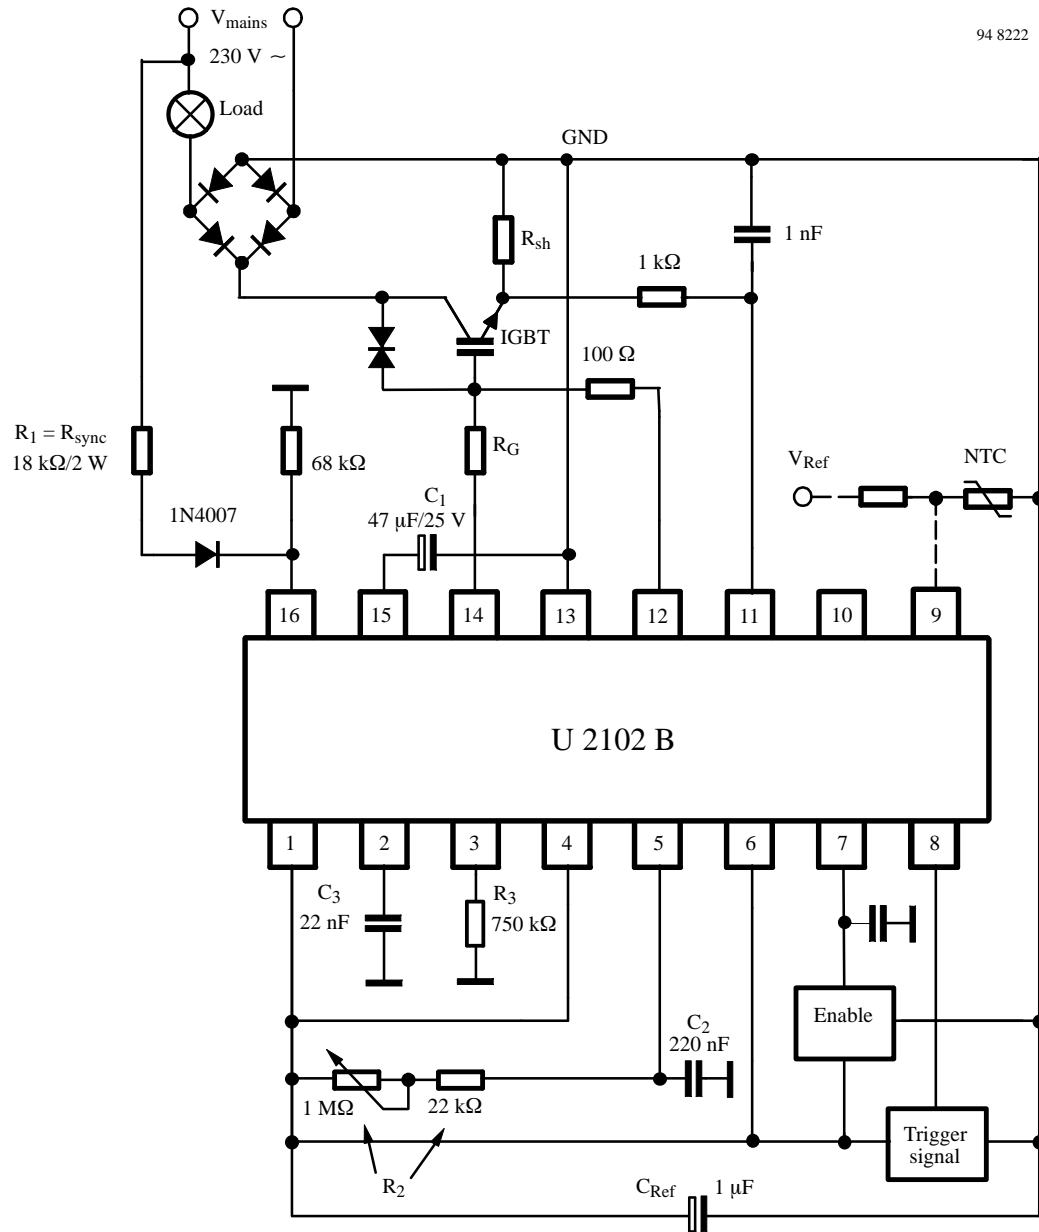 V_mains
230 V ~
94 8222
Load
GND
R_sh
1 nF
1 kΩ
IGBT
100 Ω
R_1 = R_sync
18 kΩ/2 W
68 kΩ
R_G
V_Ref
NTC
C_1
47 μF/25 V
1N4007
16 15 14 13 12 11 10 9
U 2102 B
1 2 3 4 5 6 7 8
C_3
22 nF
R_3
750 kΩ
Enable
C_2
220 nF
1 MΩ
22 kΩ
Trigger
signal
R_2
C_Ref
1 μF